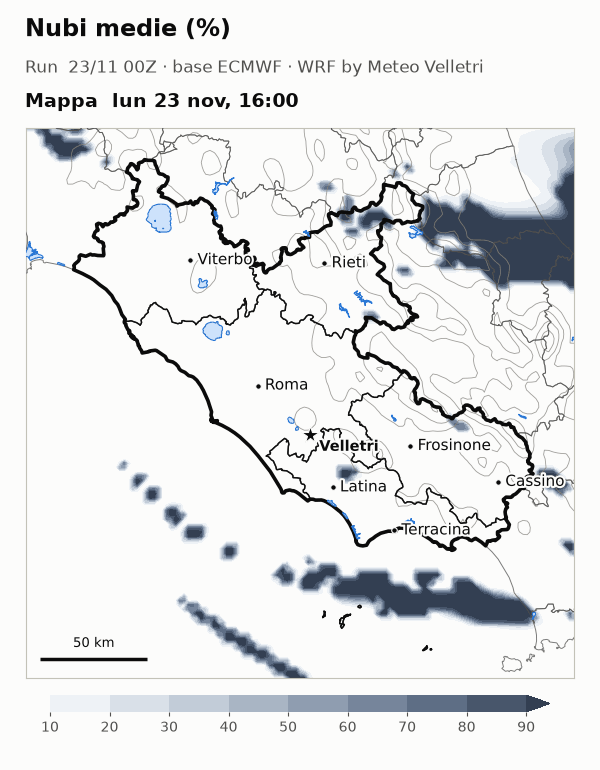 Nubi medie (%)
Run  23/11 00Z · base ECMWF · WRF by Meteo Velletri
Mappa  lun 23 nov, 16:00
Viterbo
Rieti
Roma
Velletri
Frosinone
Latina
Cassino
Terracina
50 km
10 20 30 40 50 60 70 80 90